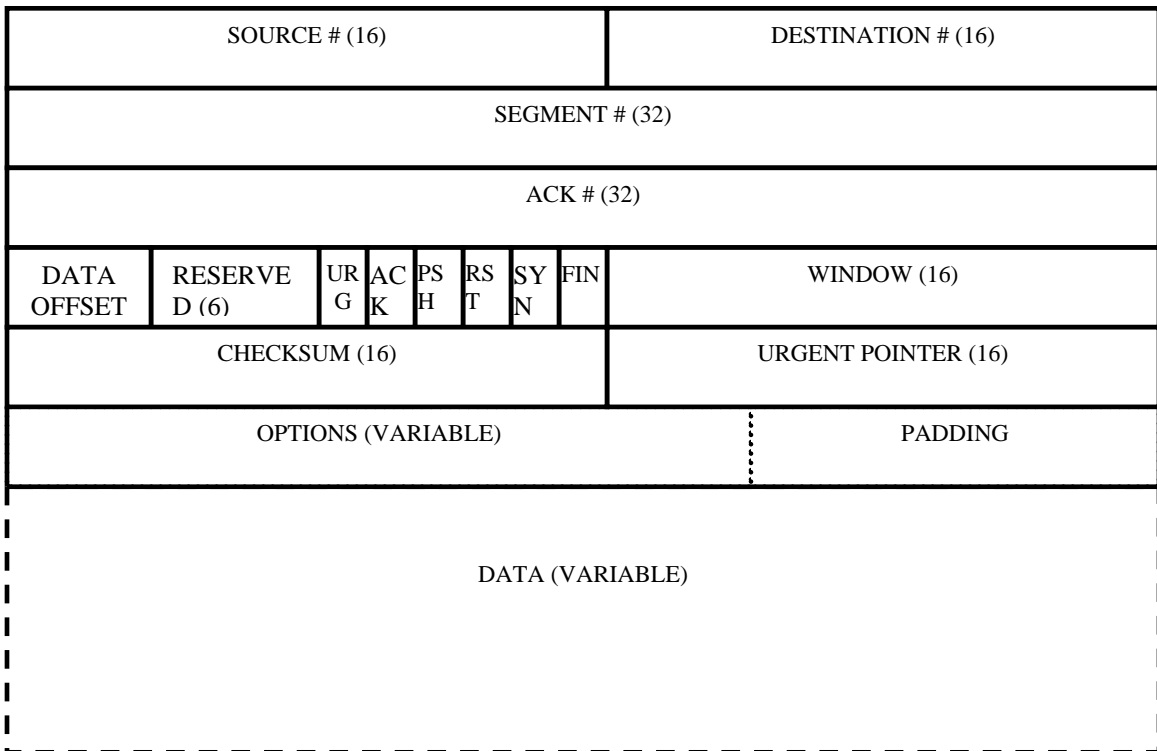 SOURCE # (16) DESTINATION # (16)
SEGMENT # (32)
ACK # (32)
DATA OFFSET RESERVE D (6) UR G AC K PS H RS T SY N FIN WINDOW (16)
CHECKSUM (16) URGENT POINTER (16)
OPTIONS (VARIABLE) PADDING
DATA (VARIABLE)